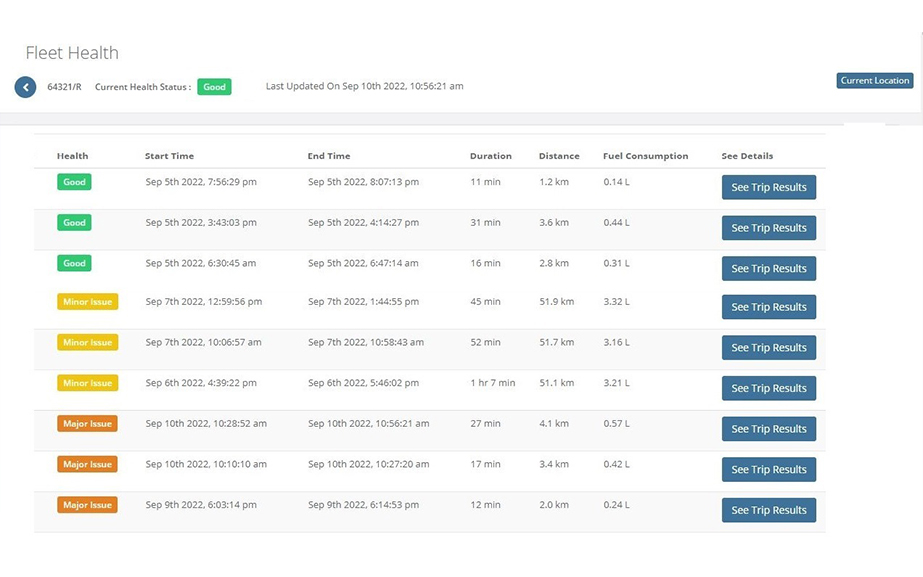 Fleet Health
64321/R Current Health Status : Good Last Updated On Sep 10th 2022, 10:56:21 am Current Location
Health Start Time End Time Duration Distance Fuel Consumption See Details
Good Sep 5th 2022, 7:56:29 pm Sep 5th 2022, 8:07:13 pm 11 min 1.2 km 0.14 L See Trip Results
Good Sep 5th 2022, 3:43:03 pm Sep 5th 2022, 4:14:27 pm 31 min 3.6 km 0.44 L See Trip Results
Good Sep 5th 2022, 6:30:45 am Sep 5th 2022, 6:47:14 am 16 min 2.8 km 0.31 L See Trip Results
Minor Issue Sep 7th 2022, 12:59:56 pm Sep 7th 2022, 1:44:55 pm 45 min 51.9 km 3.32 L See Trip Results
Minor Issue Sep 7th 2022, 10:06:57 am Sep 7th 2022, 10:58:43 am 52 min 51.7 km 3.16 L See Trip Results
Minor Issue Sep 6th 2022, 4:39:22 pm Sep 6th 2022, 5:46:02 pm 1 hr 7 min 51.1 km 3.21 L See Trip Results
Major Issue Sep 10th 2022, 10:28:52 am Sep 10th 2022, 10:56:21 am 27 min 4.1 km 0.57 L See Trip Results
Major Issue Sep 10th 2022, 10:10:10 am Sep 10th 2022, 10:27:20 am 17 min 3.4 km 0.42 L See Trip Results
Major Issue Sep 9th 2022, 6:03:14 pm Sep 9th 2022, 6:14:53 pm 12 min 2.0 km 0.24 L See Trip Results